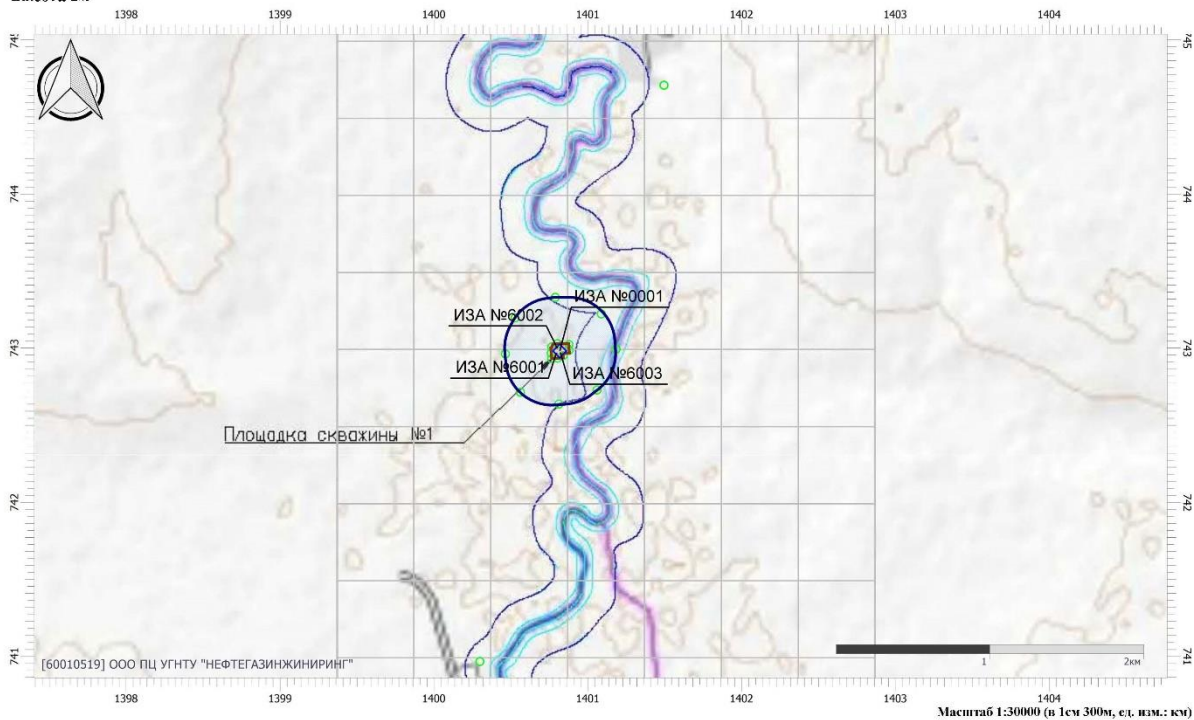 1398 1399 1400 1401 1402 1403 1404
745
744 744
ИЗА №0001
ИЗА №6002
743 743
ИЗА №6001 ИЗА №6003
Площадка скважины №1
742 742
741 741
[60010519] ООО ПЦ УГНТУ "НЕФТЕГАЗИНЖИНИРИНГ"
1 2км
1398 1399 1400 1401 1402 1403 1404
Масштаб 1:30000 (в 1см 300м, ед. изм.: км)